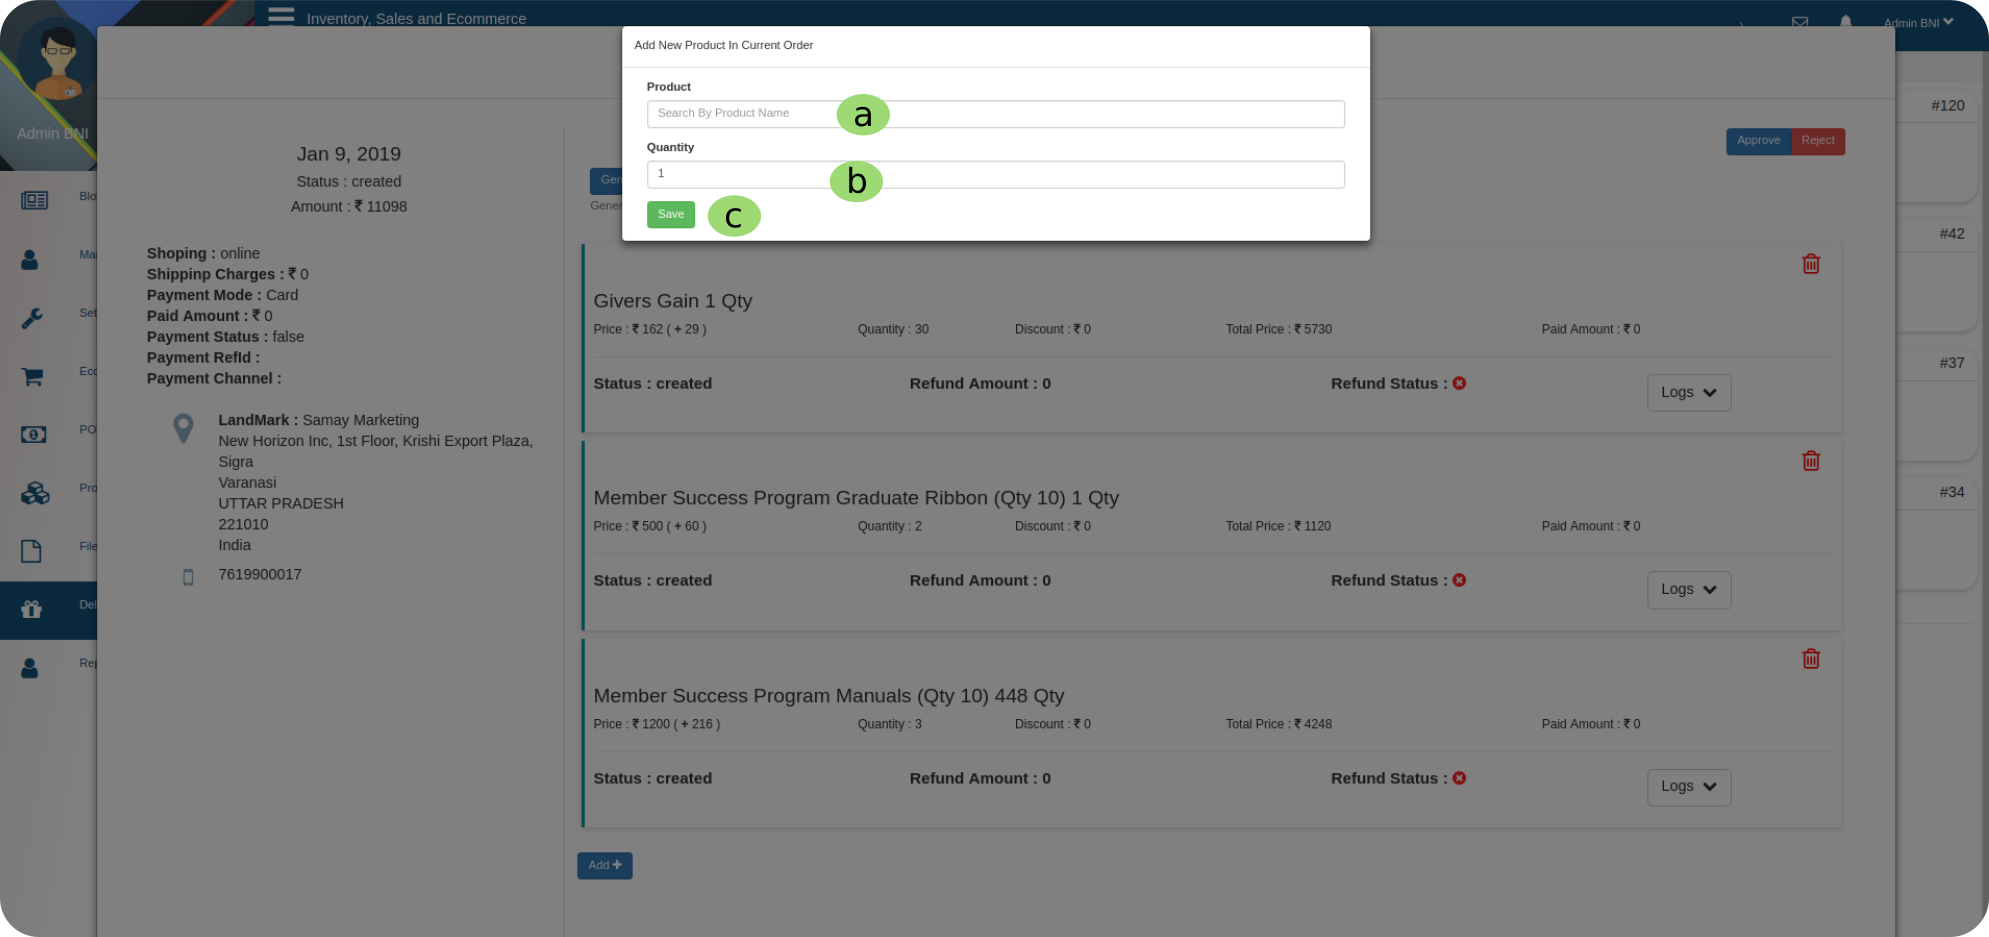 Inventory, Sales and Ecommerce
Admin BNI
Admin BNI
Add New Product In Current Order
Product
Search By Product Name
a
Quantity
1
b
Save
c
Blo
Ma
Set
Eco
PO
Pro
File
Del
Rep
Jan 9, 2019
Status : created
Amount : ₹ 11098
Shoping : online
Shipinp Charges : ₹ 0
Payment Mode : Card
Paid Amount : ₹ 0
Payment Status : false
Payment RefId :
Payment Channel :
LandMark : Samay Marketing
New Horizon Inc, 1st Floor, Krishi Export Plaza,
Sigra
Varanasi
UTTAR PRADESH
221010
India
7619900017
Gen
Gener
Approve Reject
Givers Gain 1 Qty
Price : ₹ 162 ( + 29 ) Quantity : 30 Discount : ₹ 0 Total Price : ₹ 5730 Paid Amount : ₹ 0
Status : created Refund Amount : 0 Refund Status : Logs
Member Success Program Graduate Ribbon (Qty 10) 1 Qty
Price : ₹ 500 ( + 60 ) Quantity : 2 Discount : ₹ 0 Total Price : ₹ 1120 Paid Amount : ₹ 0
Status : created Refund Amount : 0 Refund Status : Logs
Member Success Program Manuals (Qty 10) 448 Qty
Price : ₹ 1200 ( + 216 ) Quantity : 3 Discount : ₹ 0 Total Price : ₹ 4248 Paid Amount : ₹ 0
Status : created Refund Amount : 0 Refund Status : Logs
Add +
#120
#42
#37
#34